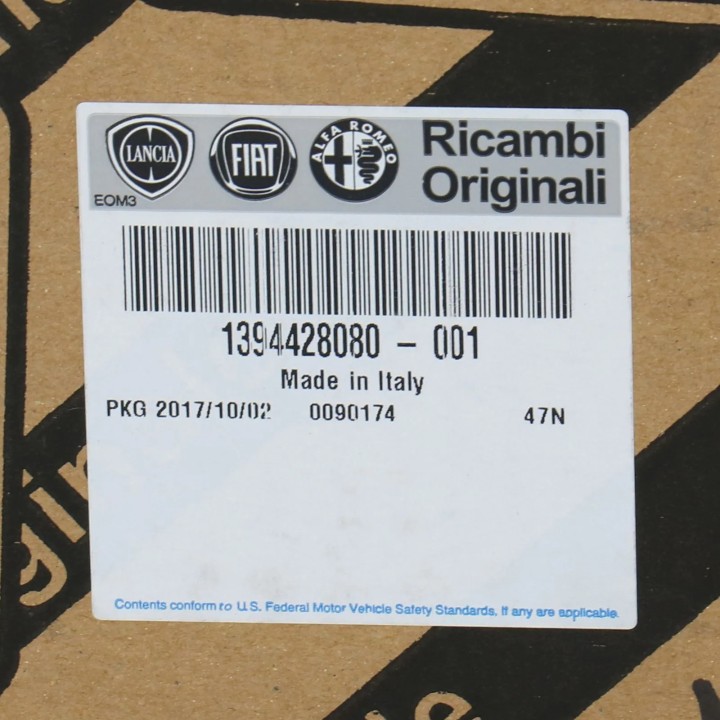 LANCIA
FIAT
ALFA ROMEO
Ricambi
Originali
EOM3
1394428080 - 001
Made in Italy
PKG 2017/10/02 0090174 47N
Contents conform to U.S. Federal Motor Vehicle Safety Standards, If any are applicable.